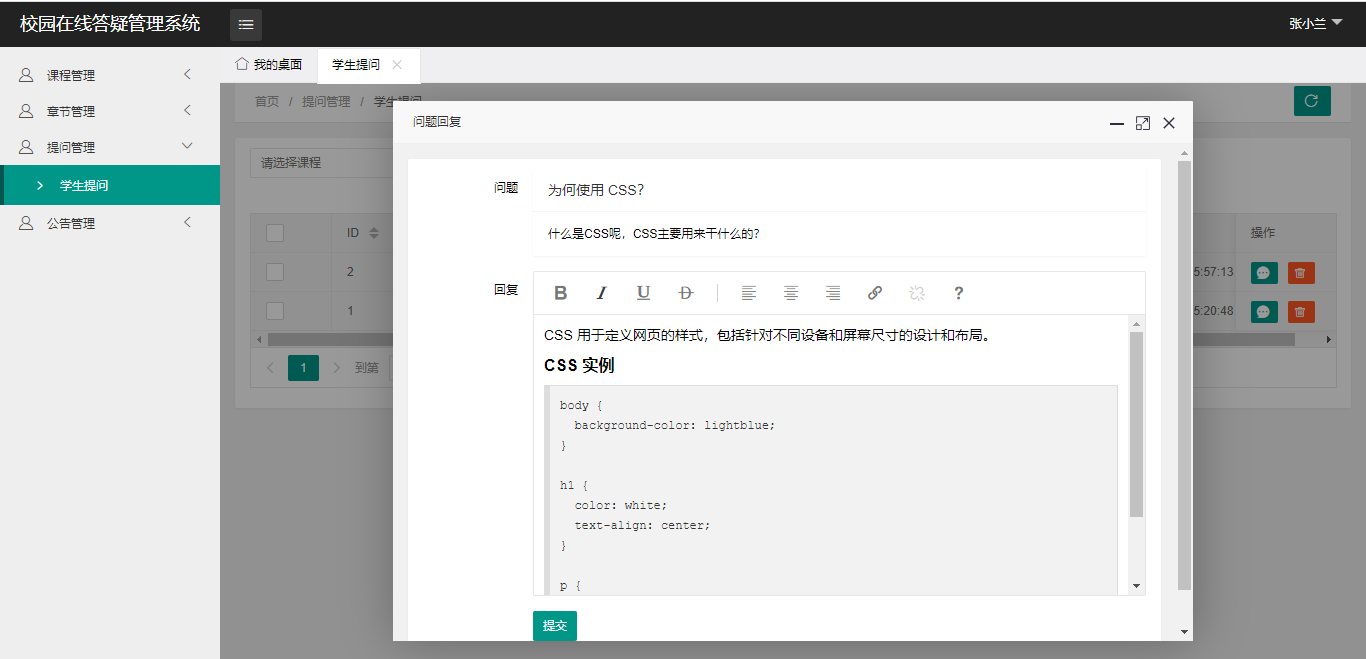 校园在线答疑管理系统
张小兰
课程管理
章节管理
提问管理
学生提问
公告管理
我的桌面
学生提问
首页 / 提问管理 / 学生提问
请选择课程
ID
操作
2
5:57:13
1
5:20:48
1
到第
问题回复
问题
为何使用 CSS?
什么是CSS呢，CSS主要用来干什么的?
回复
B I U D ?
CSS 用于定义网页的样式，包括针对不同设备和屏幕尺寸的设计和布局。
CSS 实例
body {
  background-color: lightblue;
}
h1 {
  color: white;
  text-align: center;
}
p {
提交